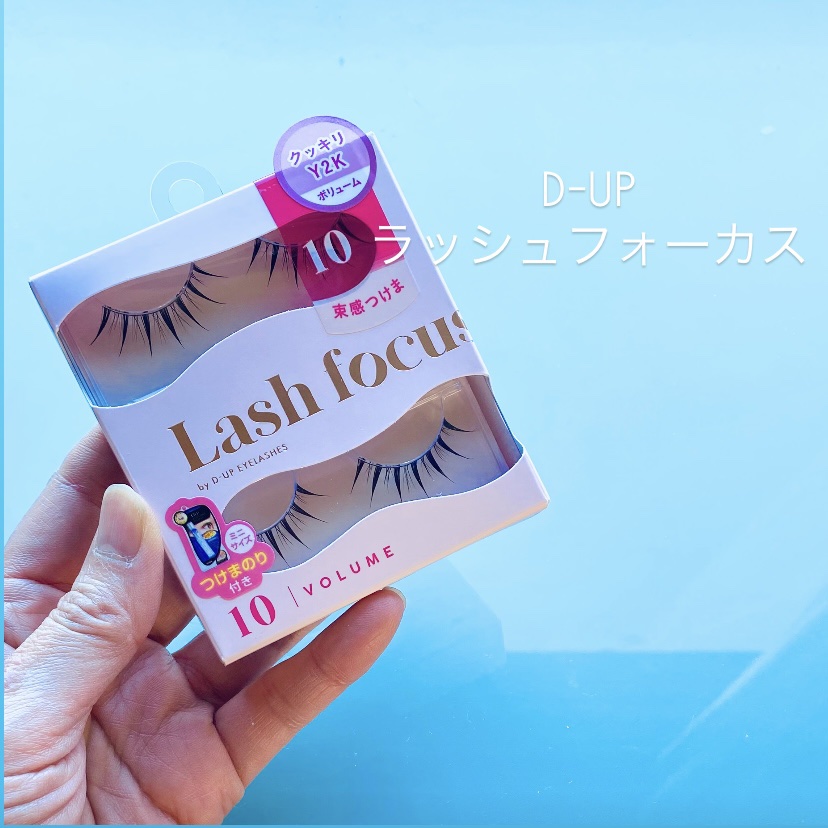 クッキリ
Y2K
ボリューム
10
束感つけま
D-UP
ラッシュフォーカス
Lash focus
by D-UP EYELASHES
ミニ
サイズ
つけまのり
付き
10 | VOLUME